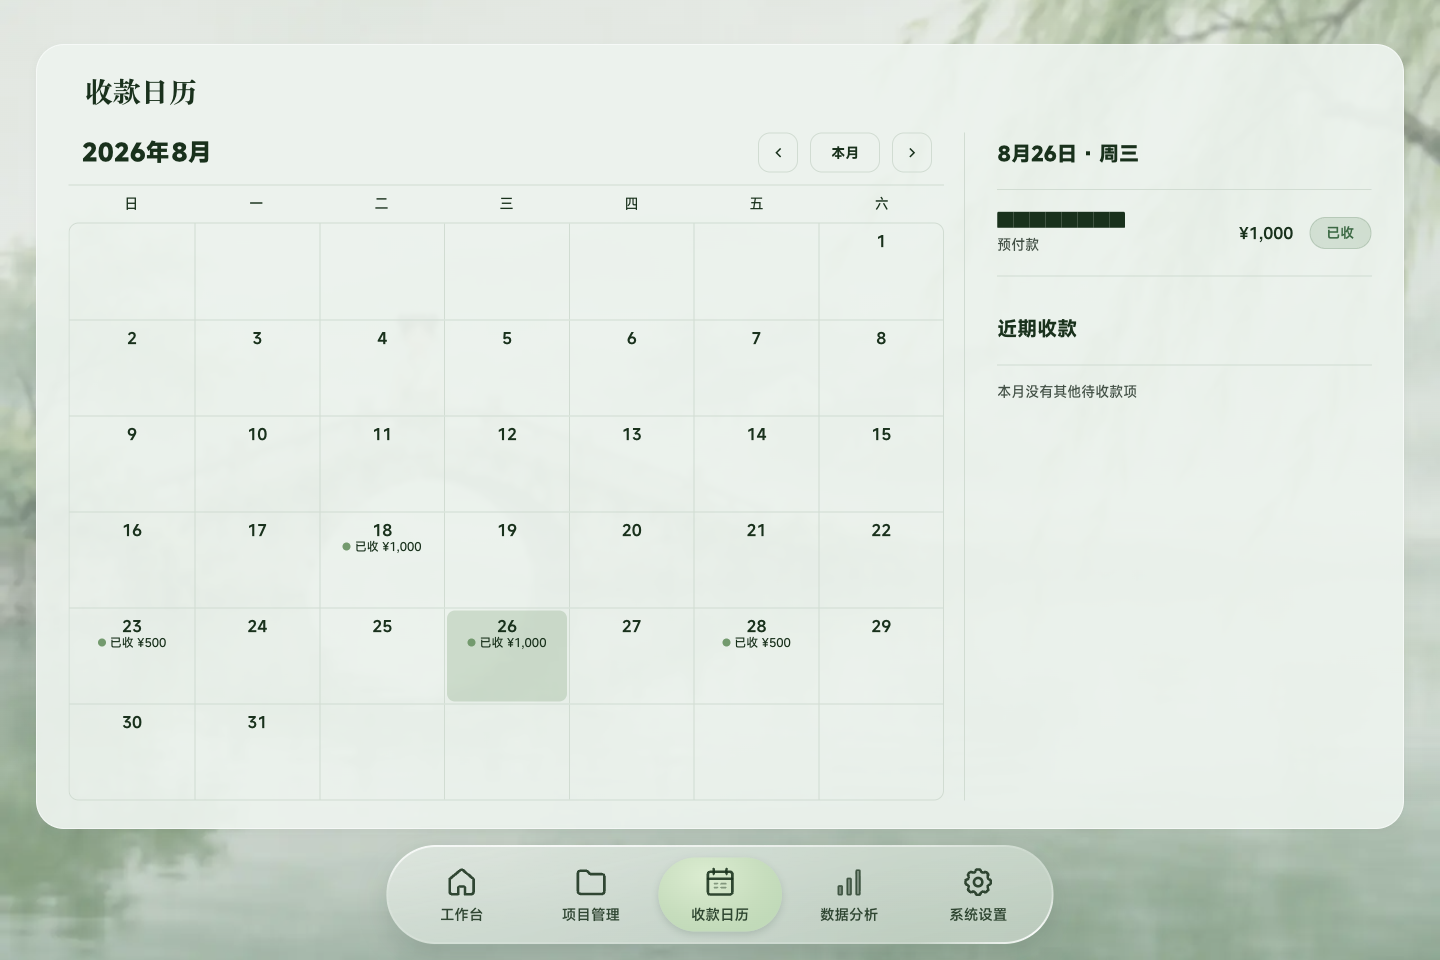 收款日历
2026年8月
本月
日 一 二 三 四 五 六
1
2 3 4 5 6 7 8
9 10 11 12 13 14 15
16 17 18 19 20 21 22
已收 ¥1,000
23 24 25 26 27 28 29
已收 ¥500 已收 ¥1,000 已收 ¥500
30 31
8月26日 · 周三
¥1,000 已收
预付款
近期收款
本月没有其他待收款项
工作台 项目管理 收款日历 数据分析 系统设置